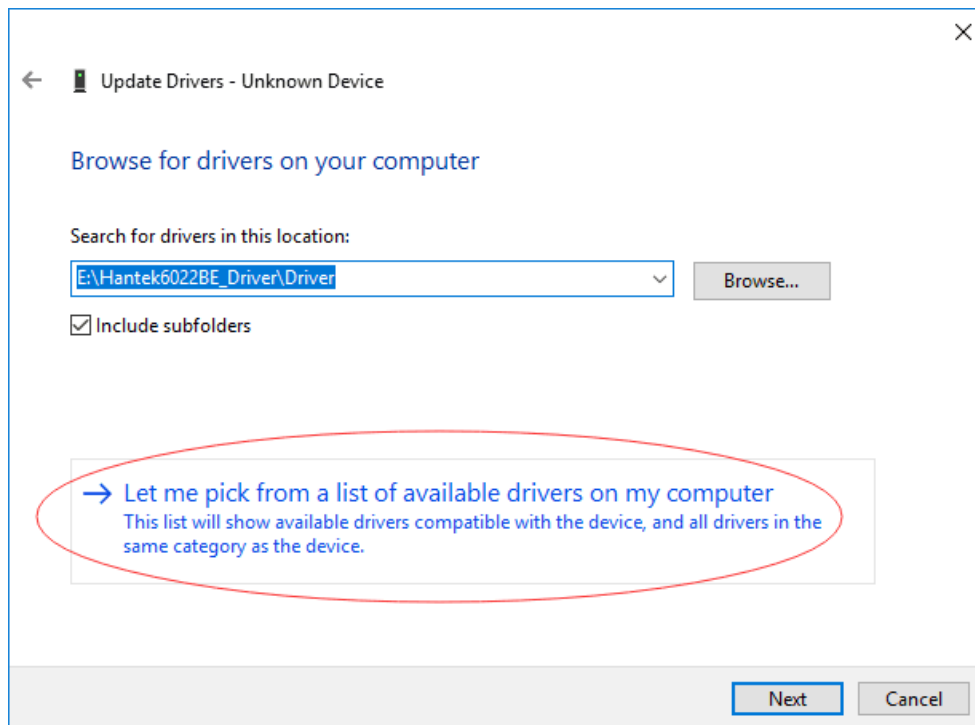 Update Drivers - Unknown Device
Browse for drivers on your computer
Search for drivers in this location:
E:\Hantek6022BE_Driver\Driver
Browse...
Include subfolders
Let me pick from a list of available drivers on my computer
This list will show available drivers compatible with the device, and all drivers in the
same category as the device.
Next
Cancel